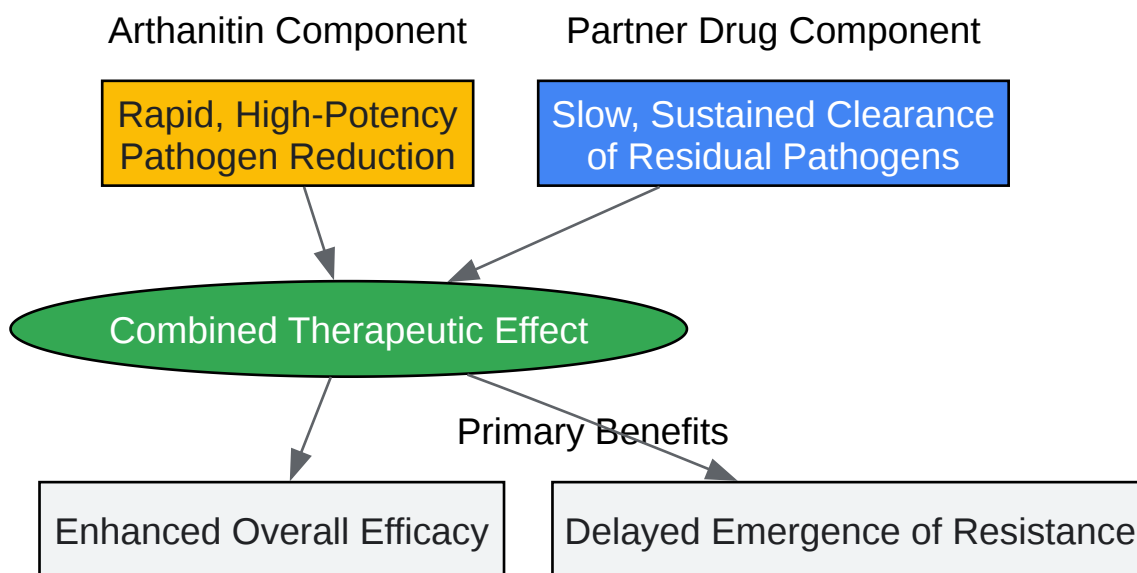 Arthanitin Component
Partner Drug Component
Rapid, High-Potency
Pathogen Reduction
Slow, Sustained Clearance
of Residual Pathogens
Combined Therapeutic Effect
Primary Benefits
Enhanced Overall Efficacy
Delayed Emergence of Resistance